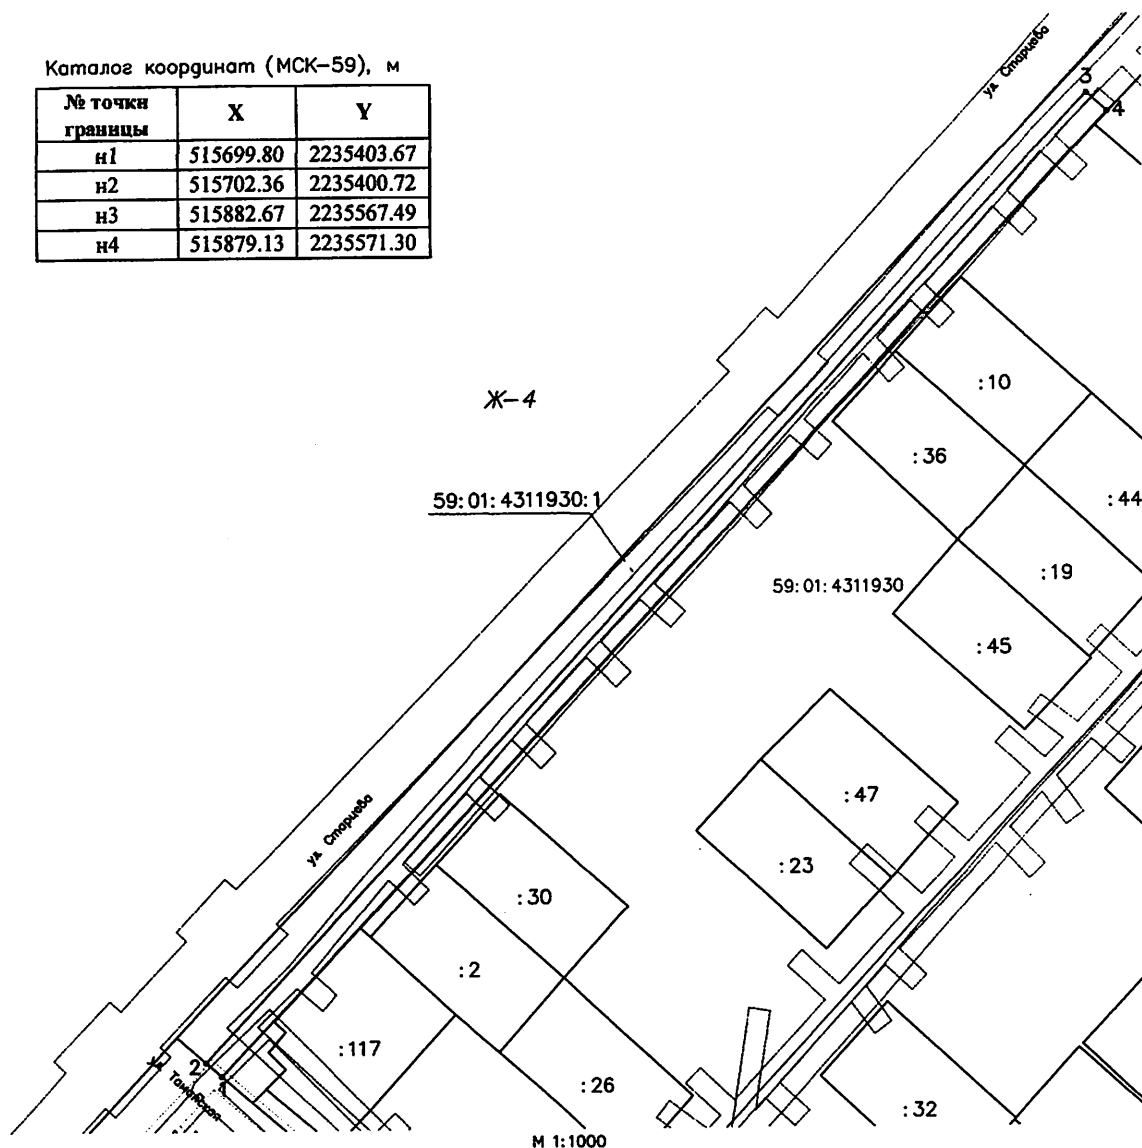 Каталог координат (МСК-59), м
№ точки границы X Y
н1 515699.80 2235403.67
н2 515702.36 2235400.72
н3 515882.67 2235567.49
н4 515879.13 2235571.30
ул Старцева
3
4
:10
Ж-4
:36
59:01:4311930:1
:44
:19
59:01:4311930
:45
:47
ул Старцева
:23
:30
:2
:117
2
1
:26
:32
М 1:1000